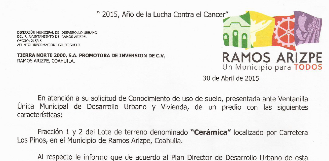 " 2015, Año de la Lucha Contra el Cáncer"
TIERRA NORTE 2000, S.A. PROMOTORA DE INVERSION DE C.V.
RAMOS ARIZPE, COAHUILA.
RAMOS ARIZPE
Un Municipio para TODOS
30 de Abril de 2015
En atención a su solicitud de Conocimiento de uso de suelo, presentada ante Ventanilla
Única Municipal de Desarrollo Urbano y Vivienda, de un predio con las siguientes
características:
Fracción 1 y 2 del Lote de terreno denominado "Cerámica" localizado por Carretera
Los Pinos, en el Municipio de Ramos Arizpe, Coahuila.
Al respecto le informo que de acuerdo al Plan Director de Desarrollo Urbano de esta